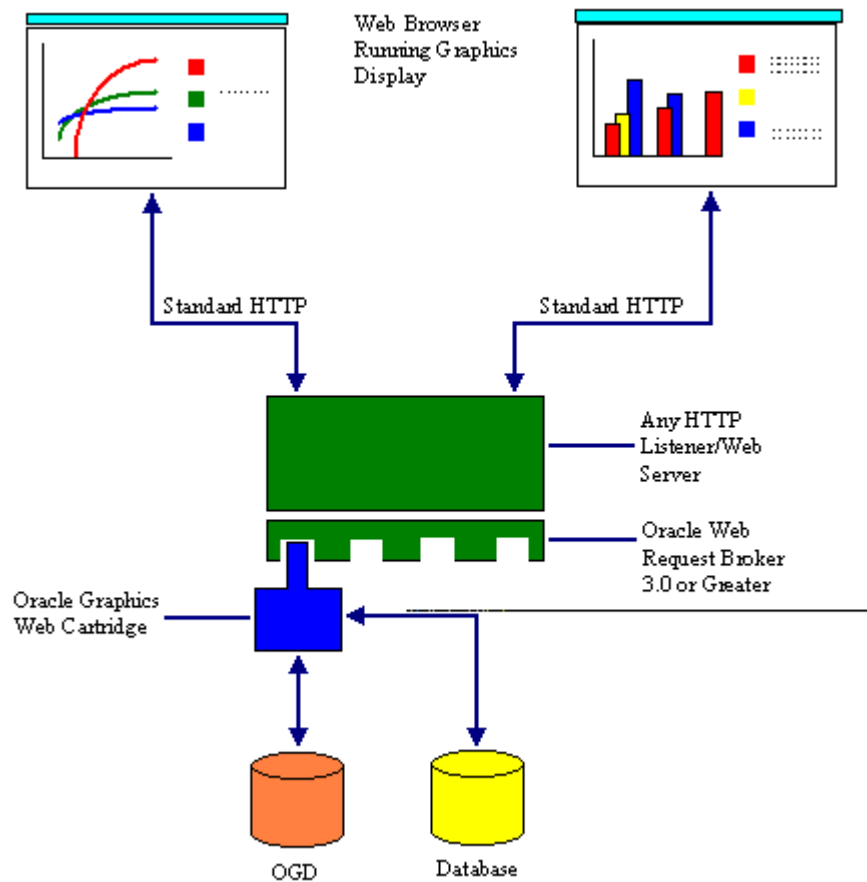 Web Browser
Running Graphics
Display
Standard HTTP
Standard HTTP
Any HTTP
Listener/Web
Server
Oracle Web
Request Broker
3.0 or Greater
Oracle Graphics
Web Cartridge
OGD
Database